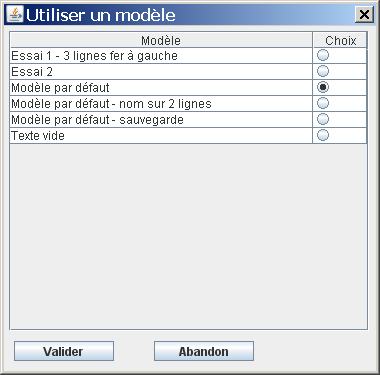 Utiliser un modèle
Modèle Choix
Essai 1 - 3 lignes fer à gauche
Essai 2
Modèle par défaut
Modèle par défaut - nom sur 2 lignes
Modèle par défaut - sauvegarde
Texte vide
Valider Abandon